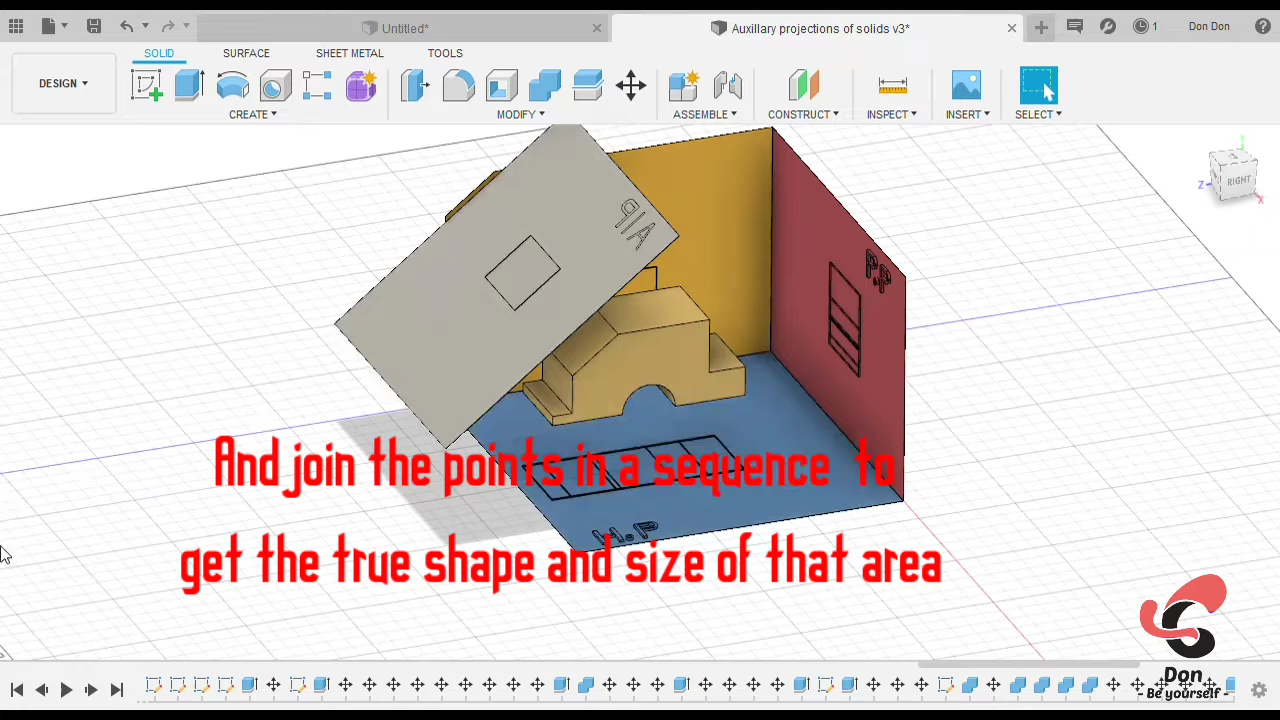 Untitled*
Auxillary projections of solids v3*
1
Don Don
SOLID
SURFACE
SHEET METAL
TOOLS
DESIGN
CREATE
MODIFY
ASSEMBLE
CONSTRUCT
INSPECT
INSERT
SELECT
Y
RIGHT
Z
X
A/P
P.P
And join the points in a sequence to
H.P
get the true shape and size of that area
Don
- Be yourself -